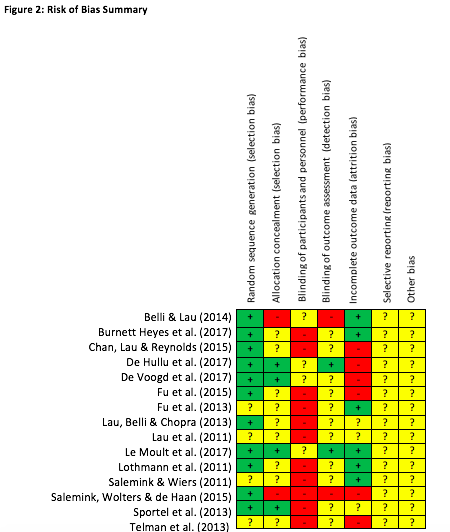 Figure 2: Risk of Bias Summary
Random sequence generation (selection bias)
Allocation concealment (selection bias)
Blinding of participants and personnel (performance bias)
Blinding of outcome assessment (detection bias)
Incomplete outcome data (attrition bias)
Selective reporting (reporting bias)
Other bias
Belli & Lau (2014) + - ? - + ? ?
Burnett Heyes et al. (2017) + ? - ? + ? ?
Chan, Lau & Reynolds (2015) + ? - ? - ? ?
De Hullu et al. (2017) + + ? + - ? ?
De Voogd et al. (2017) + + ? ? - ? ?
Fu et al. (2015) + ? - ? - ? ?
Fu et al. (2013) ? ? - ? + ? ?
Lau, Belli & Chopra (2013) + ? - ? ? ? ?
Lau et al. (2011) ? ? - ? ? ? ?
Le Moult et al. (2017) + + ? + + ? ?
Lothmann et al. (2011) + ? - ? + ? ?
Salemink & Wiers (2011) ? ? - ? + ? ?
Salemink, Wolters & de Haan (2015) + - - - - ? ?
Sportel et al. (2013) + + - ? ? ? ?
Telman et al. (2013) ? ? - ? - ? ?